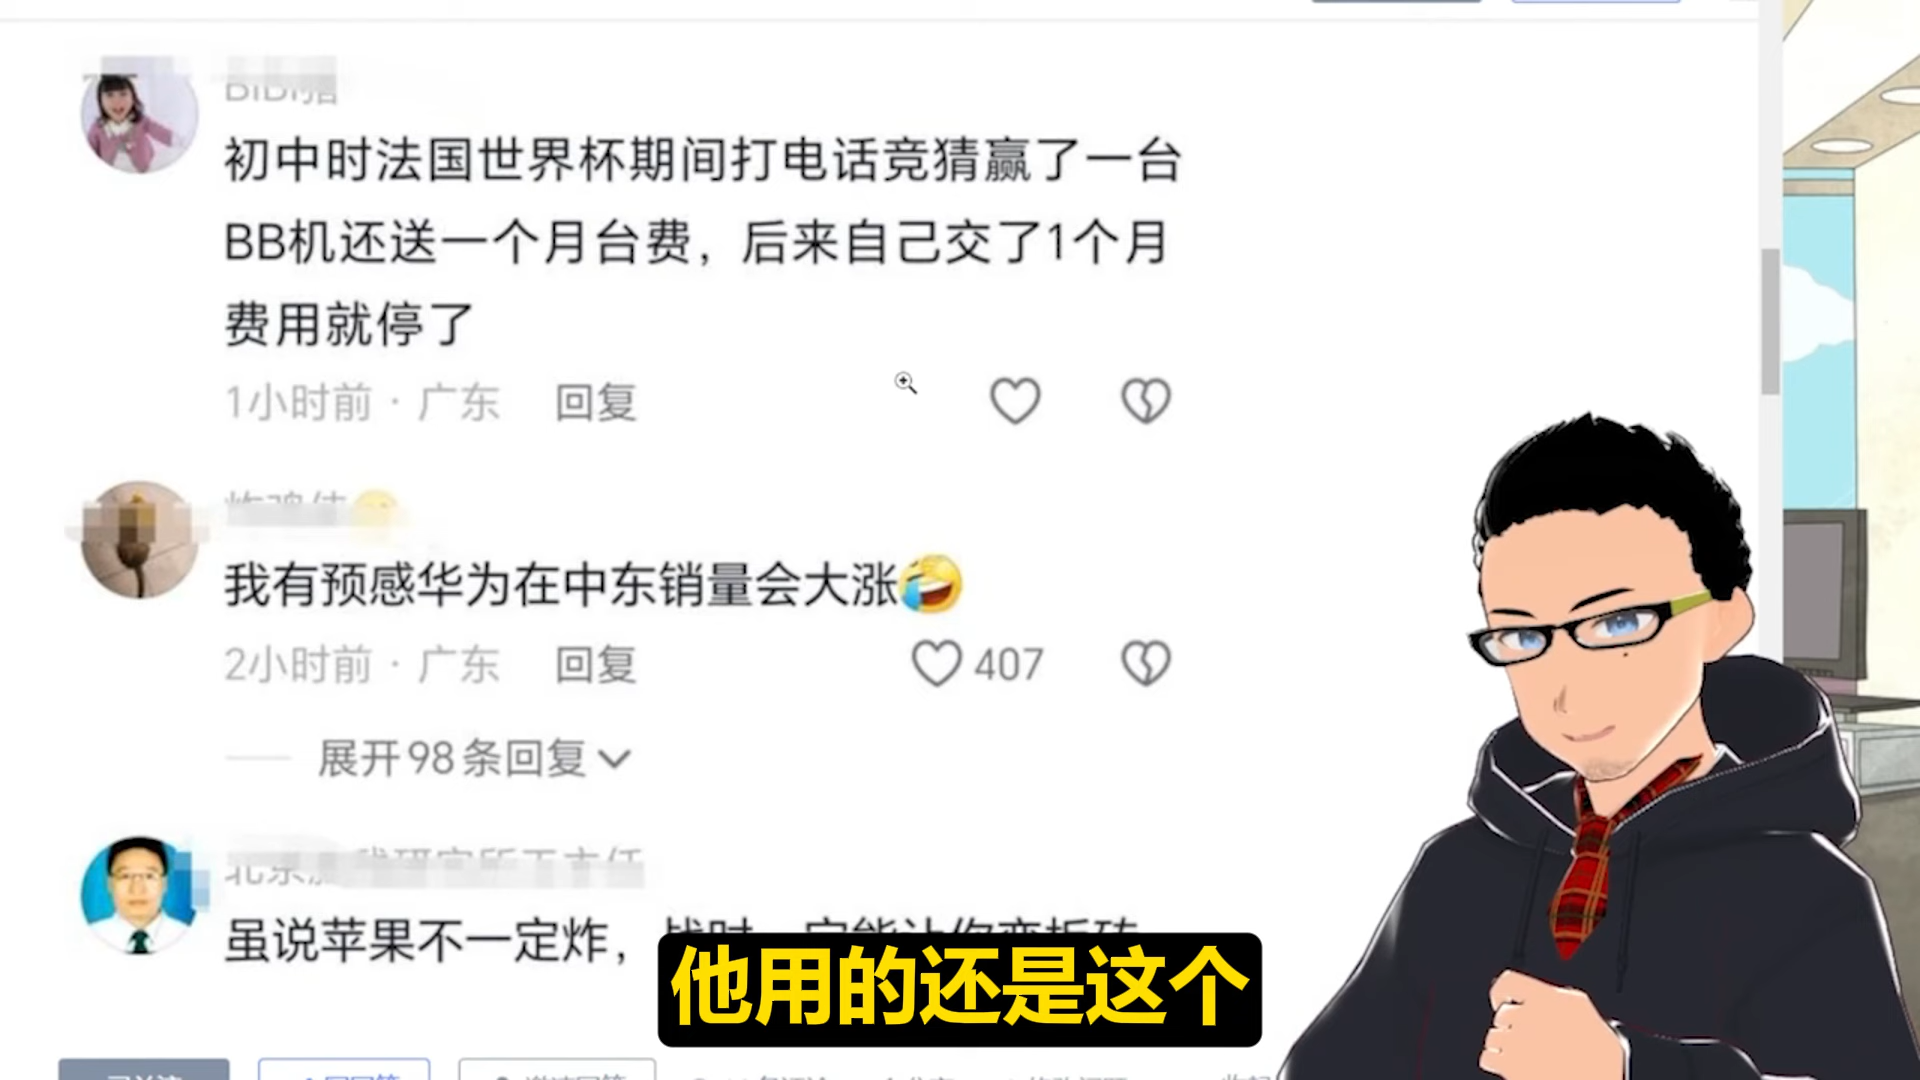 初中时法国世界杯期间打电话竞猜赢了一台
BB机还送一个月台费，后来自己交了1个月
费用就停了
1小时前 · 广东 回复
我有预感华为在中东销量会大涨🤣
2小时前 · 广东 回复 407
展开98条回复
虽说苹果不一定炸，
他用的还是这个